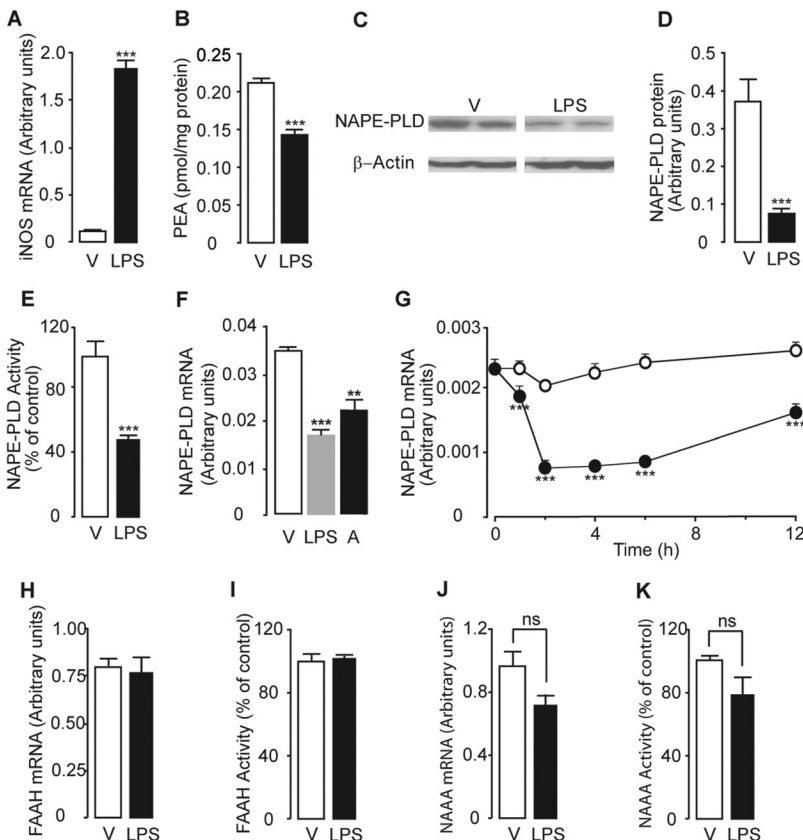 A
iNOS mRNA (Arbitrary units)
2.0
1.5
1.0
0.5
0
***
V LPS
B
PEA (pmol/mg protein)
0.25
0.20
0.15
0.10
0.05
0.00
***
V LPS
C
V LPS
NAPE-PLD
β–Actin
D
NAPE-PLD protein
(Arbitrary units)
0.5
0.4
0.3
0.2
0.1
0
***
V LPS
E
NAPE-PLD Activity
(% of control)
120
80
40
0
***
V LPS
F
NAPE-PLD mRNA
(Arbitrary units)
0.04
0.03
0.02
0.01
0
***
**
V LPS A
G
NAPE-PLD mRNA
(Arbitrary units)
0.003
0.002
0.001
0
***
***
***
***
***
0 4 8 12
Time (h)
H
FAAH mRNA (Arbitrary units)
1.00
0.75
0.50
0.25
0.00
V LPS
I
FAAH Activity (% of control)
120
80
40
0
V LPS
J
NAAA mRNA (Arbitrary units)
1.2
0.8
0.4
0
ns
V LPS
K
NAAA Activity (% of control)
120
80
40
0
ns
V LPS